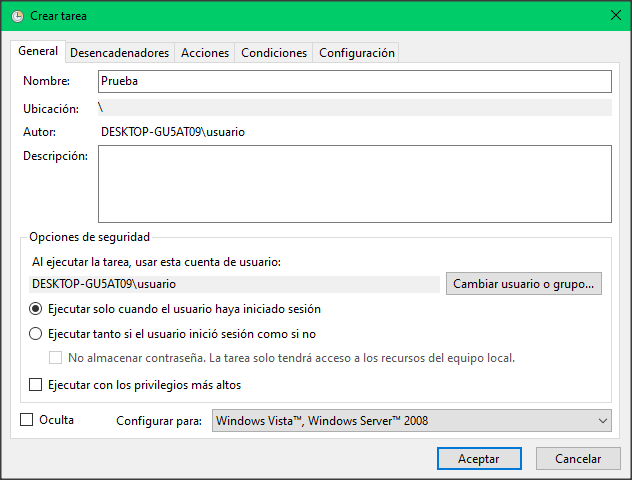 Crear tarea
General Desencadenadores Acciones Condiciones Configuración
Nombre: Prueba
Ubicación: \
Autor: DESKTOP-GU5AT09\usuario
Descripción:
Opciones de seguridad
Al ejecutar la tarea, usar esta cuenta de usuario:
DESKTOP-GU5AT09\usuario Cambiar usuario o grupo...
Ejecutar solo cuando el usuario haya iniciado sesión
Ejecutar tanto si el usuario inició sesión como si no
No almacenar contraseña. La tarea solo tendrá acceso a los recursos del equipo local.
Ejecutar con los privilegios más altos
Oculta Configurar para: Windows Vista™, Windows Server™ 2008
Aceptar Cancelar